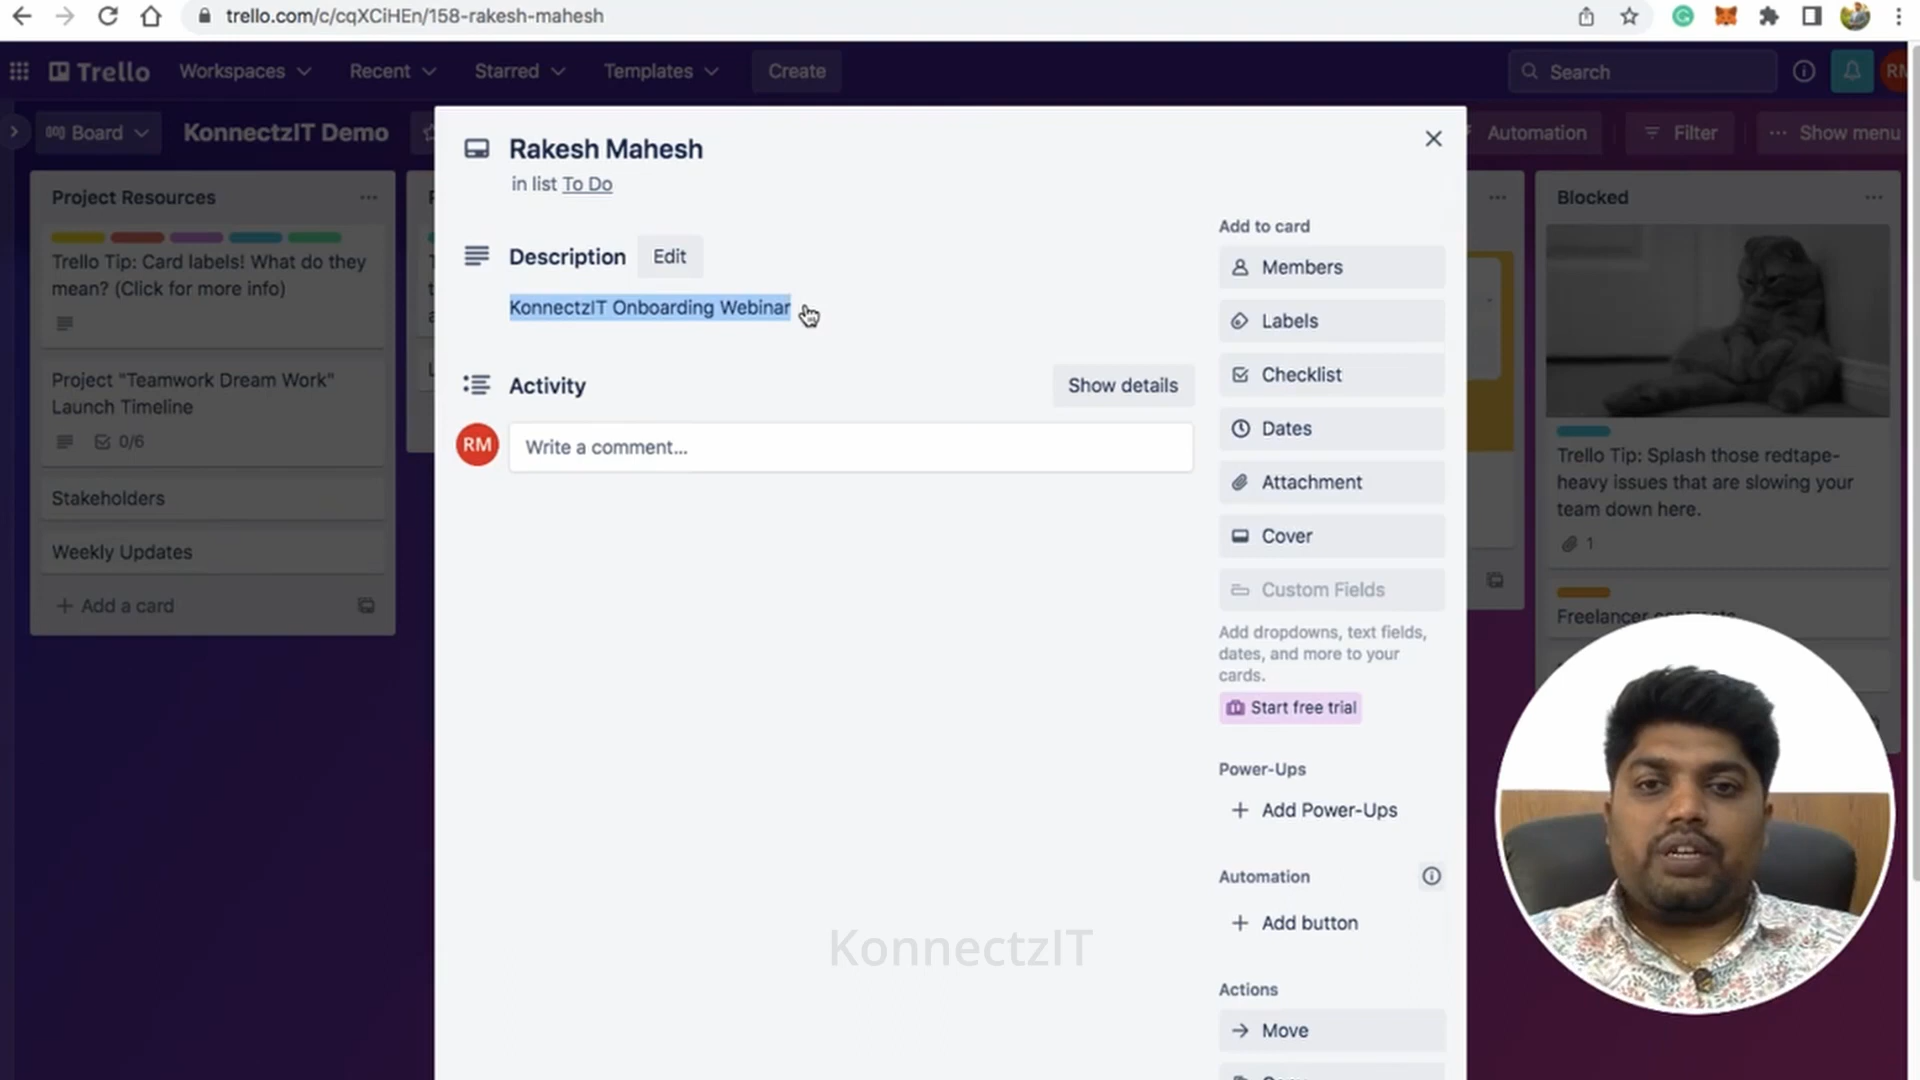 trello.com/c/cqXCiHEn/158-rakesh-mahesh
Trello
Workspaces
Recent
Starred
Templates
Create
Search
RM
Board
KonnectzIT Demo
Automation
Filter
Show menu
Project Resources
Trello Tip: Card labels! What do they
mean? (Click for more info)
Project "Teamwork Dream Work"
Launch Timeline
0/6
Stakeholders
Weekly Updates
+ Add a card
Rakesh Mahesh
in list To Do
Description
Edit
KonnectzIT Onboarding Webinar
Activity
Show details
RM
Write a comment...
Add to card
Members
Labels
Checklist
Dates
Attachment
Cover
Custom Fields
Add dropdowns, text fields,
dates, and more to your
cards.
Start free trial
Power-Ups
+ Add Power-Ups
Automation
+ Add button
Actions
Move
KonnectzIT
Blocked
Trello Tip: Splash those redtape-
heavy issues that are slowing your
team down here.
1
Freelancer contracts